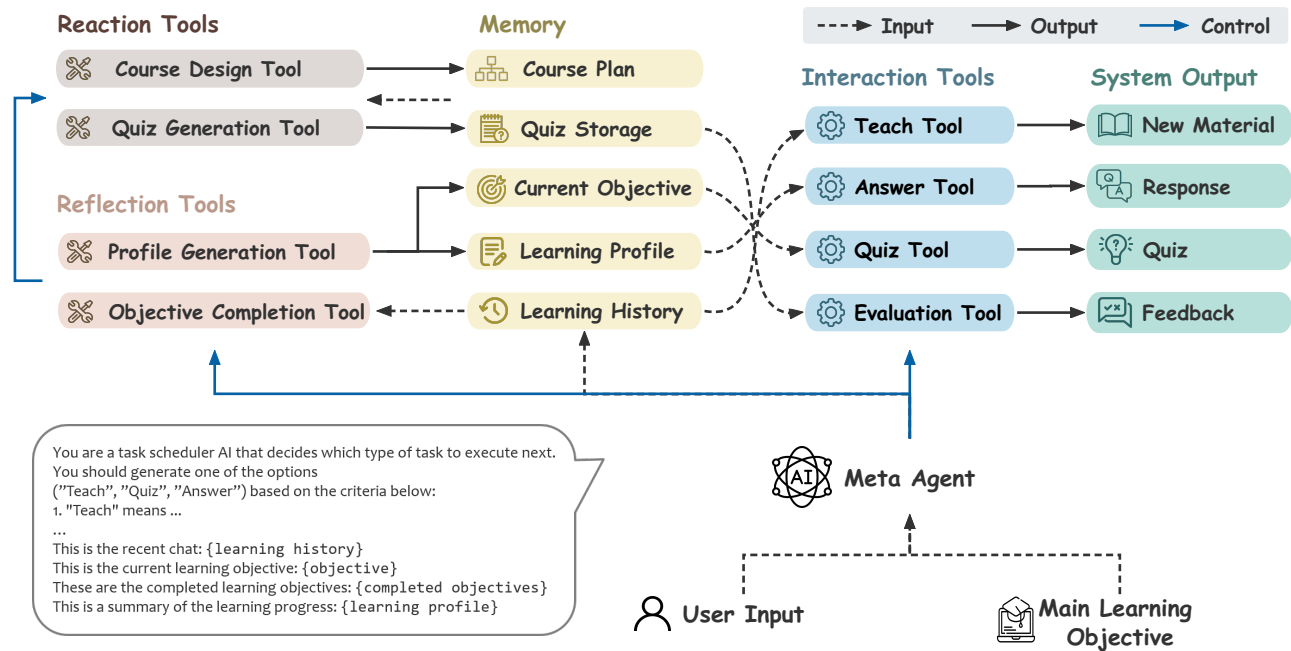 Reaction Tools
Memory
Input
Output
Control
Course Design Tool
Course Plan
Interaction Tools
System Output
Quiz Generation Tool
Quiz Storage
Teach Tool
New Material
Current Objective
Answer Tool
Q
A
Response
Reflection Tools
Profile Generation Tool
Learning Profile
Quiz Tool
Quiz
Objective Completion Tool
Learning History
Evaluation Tool
Feedback
You are a task scheduler AI that decides which type of task to execute next.
You should generate one of the options
(”Teach”, ”Quiz”, ”Answer”) based on the criteria below:
1. "Teach" means ...
...
This is the recent chat: {learning history}
This is the current learning objective: {objective}
These are the completed learning objectives: {completed objectives}
This is a summary of the learning progress: {learning profile}
AI
Meta Agent
User Input
Main Learning
Objective